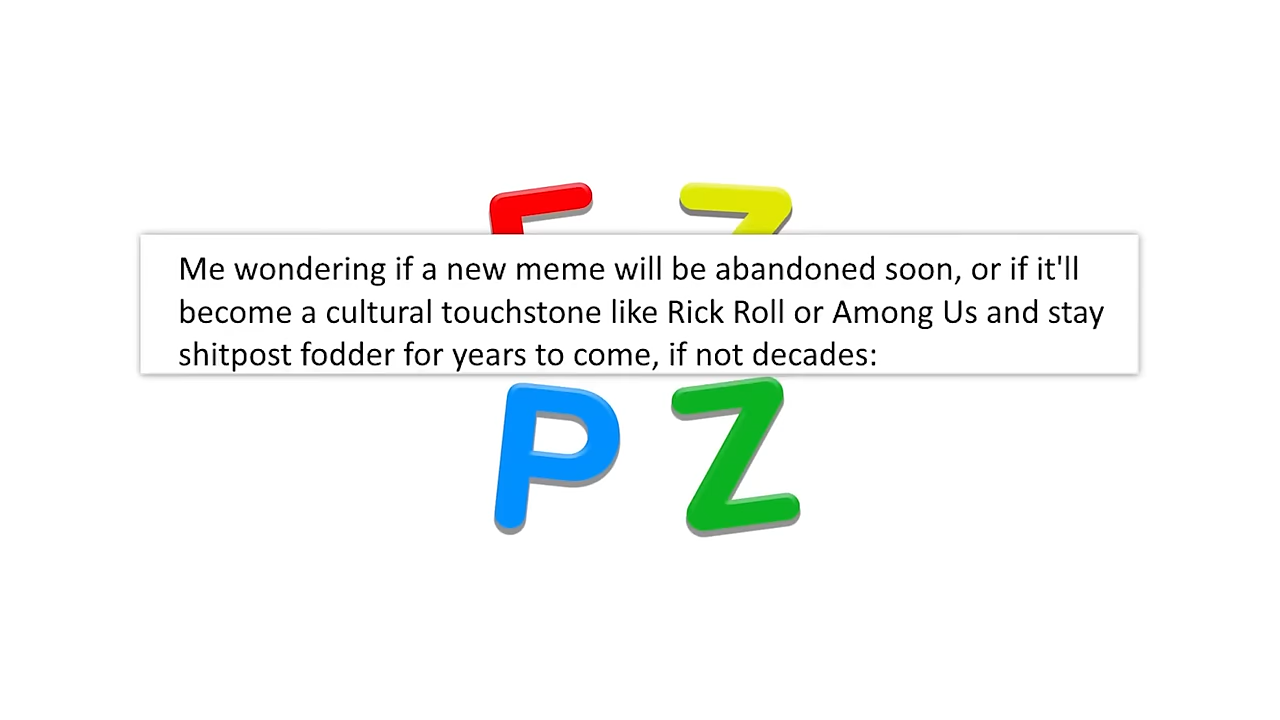 Me wondering if a new meme will be abandoned soon, or if it'll
become a cultural touchstone like Rick Roll or Among Us and stay
shitpost fodder for years to come, if not decades:
P Z